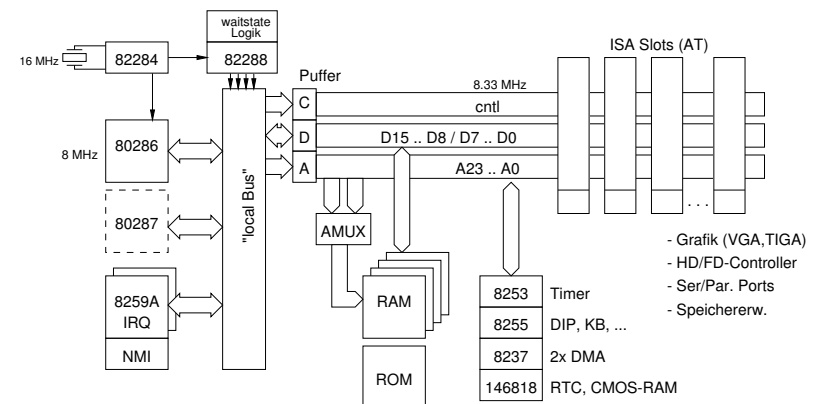 waitstate
Logik
82288
16 MHz
82284
ISA Slots (AT)
Puffer
8.33 MHz
C
cntl
8 MHz
80286
D
D15 .. D8 / D7 .. D0
A
A23 .. A0
"local Bus"
80287
. . .
AMUX
- Grafik (VGA,TIGA)
- HD/FD-Controller
- Ser/Par. Ports
- Speichererw.
8259A
IRQ
NMI
RAM
ROM
8253 Timer
8255 DIP, KB, ...
8237 2x DMA
146818 RTC, CMOS-RAM